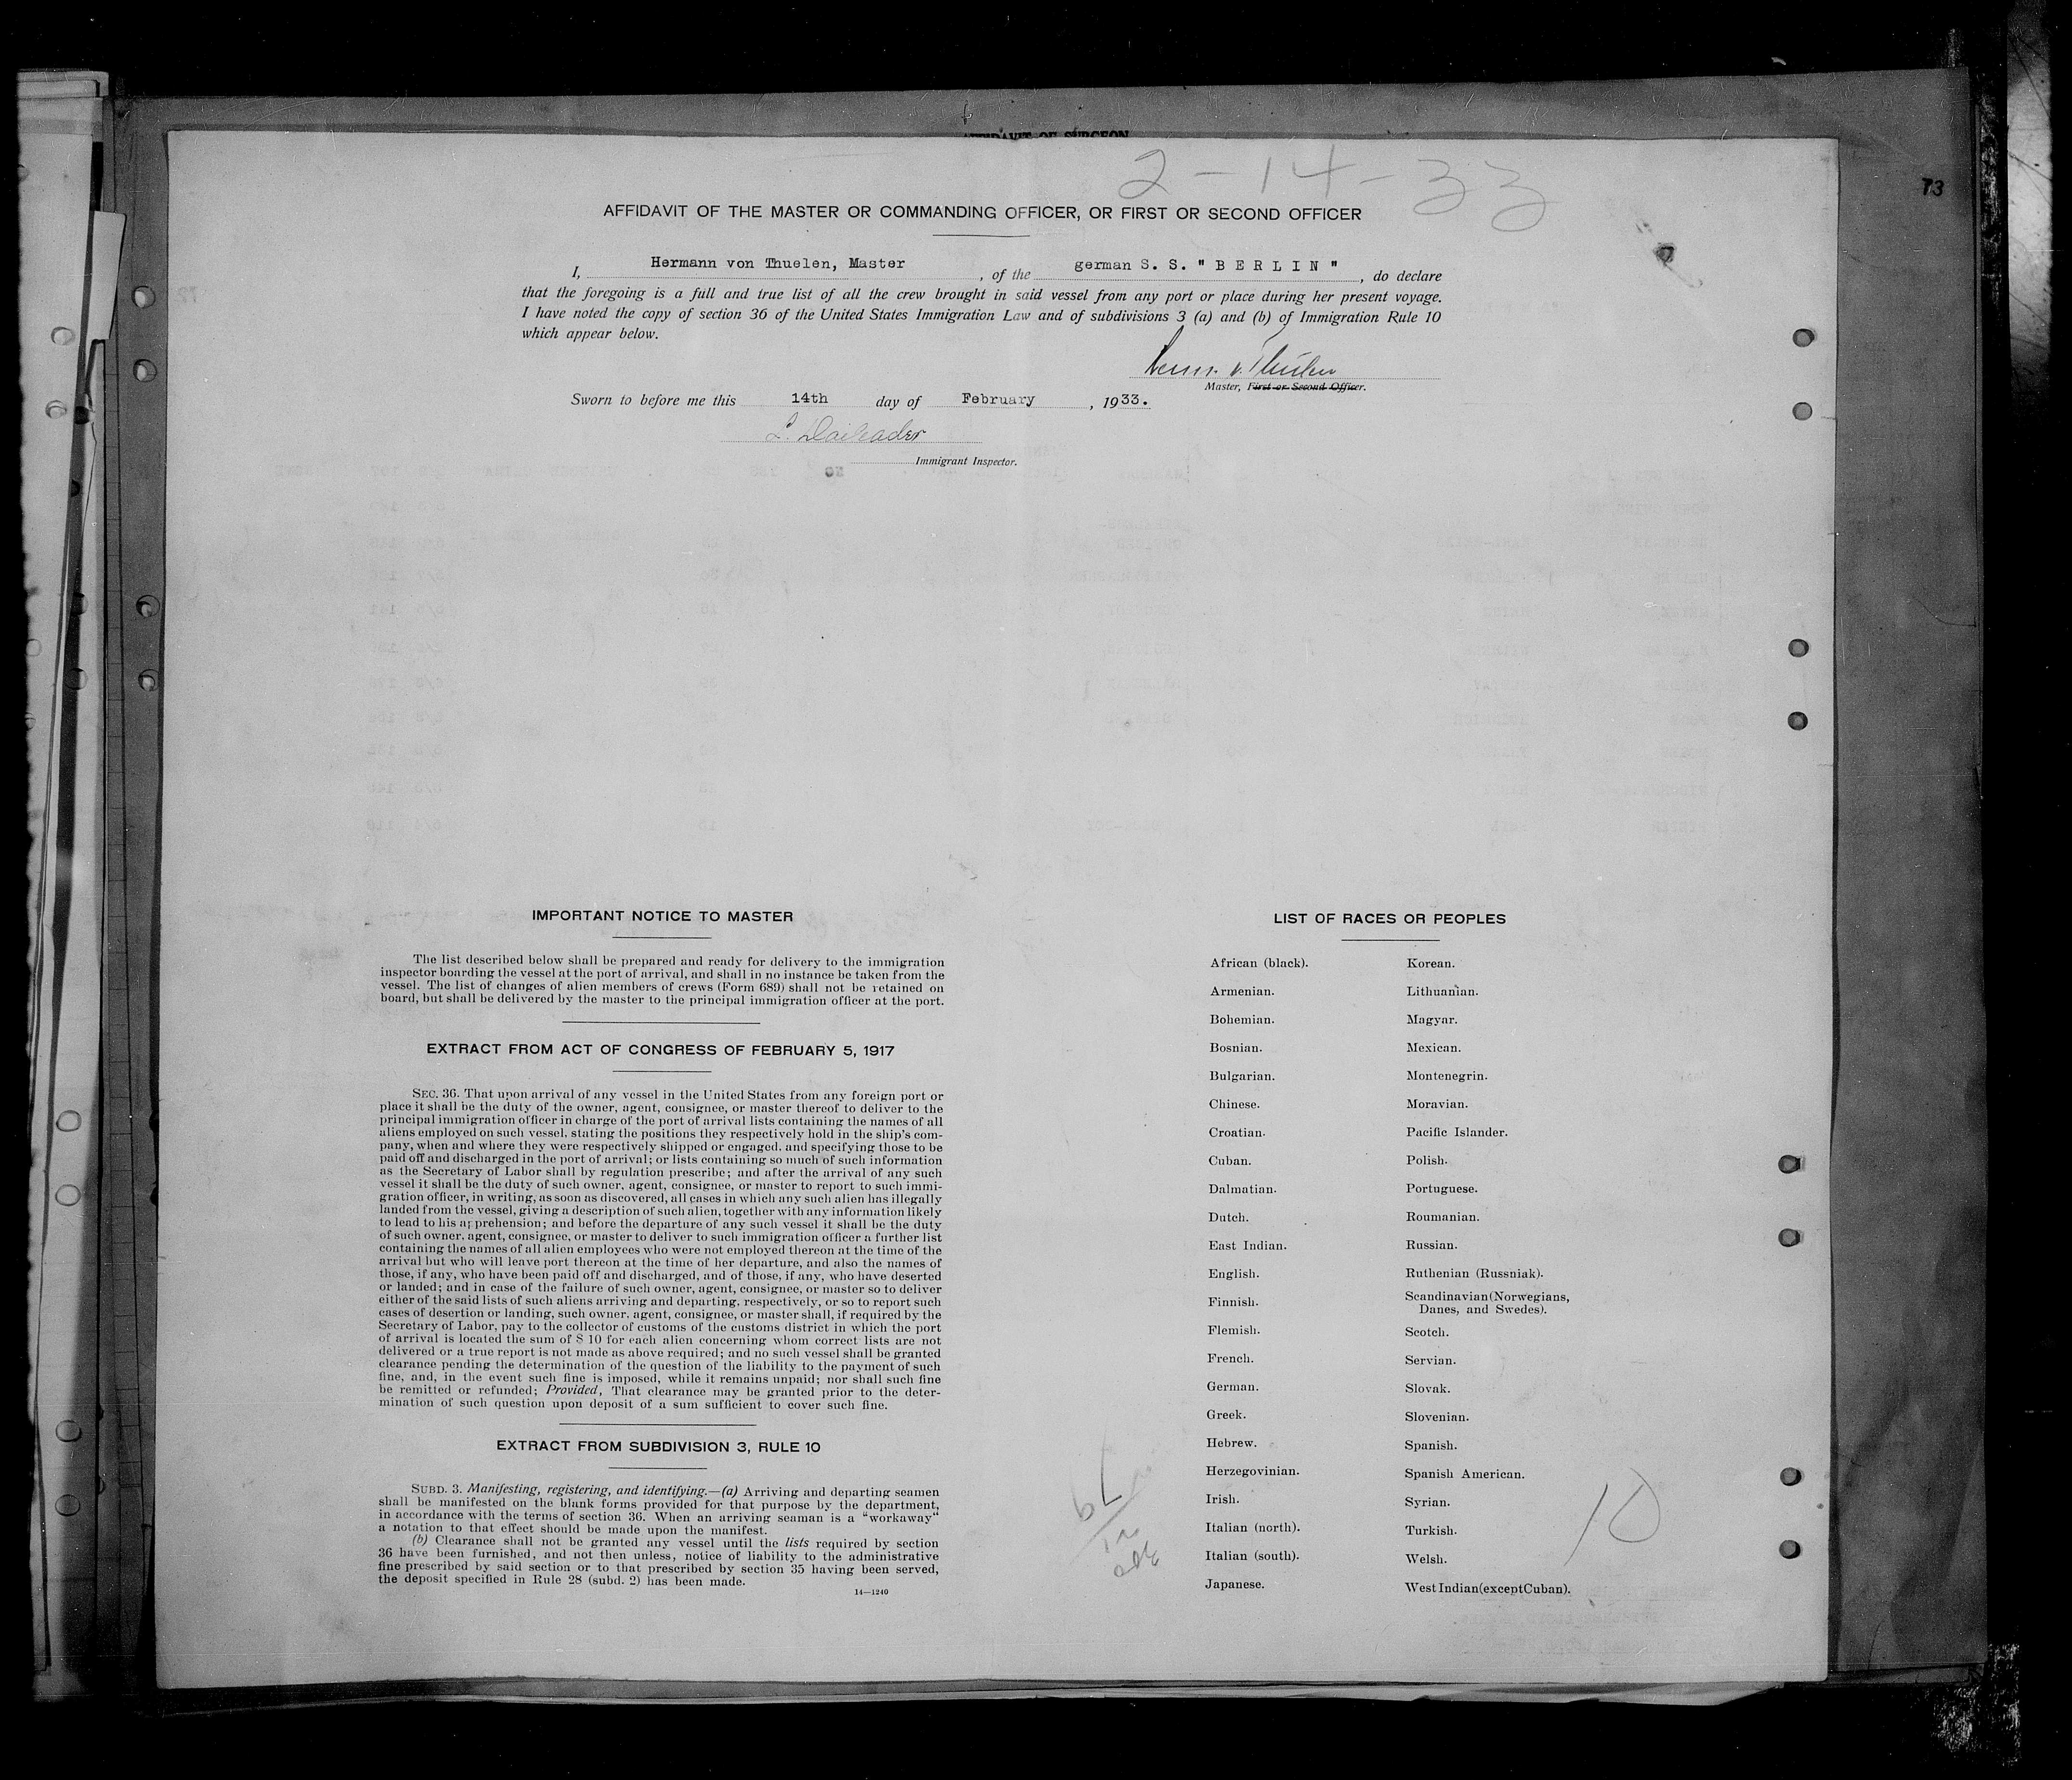 AFFIDAVIT OF SURGEON
2-14-33
73
AFFIDAVIT OF THE MASTER OR COMMANDING OFFICER, OR FIRST OR SECOND OFFICER
I, Hermann von Thuelen, Master, of the german S. S. "BERLIN", do declare
that the foregoing is a full and true list of all the crew brought in said vessel from any port or place during her present voyage.
I have noted the copy of section 36 of the United States Immigration Law and of subdivisions 3 (a) and (b) of Immigration Rule 10
which appear below.
Herm. v. Thülen
Master, First or Second Officer.
Sworn to before me this 14th day of February, 1933.
Immigrant Inspector.
IMPORTANT NOTICE TO MASTER
The list described below shall be prepared and ready for delivery to the immigration
inspector boarding the vessel at the port of arrival, and shall in no instance be taken from the
vessel. The list of changes of alien members of crews (Form 689) shall not be retained on
board, but shall be delivered by the master to the principal immigration officer at the port.
EXTRACT FROM ACT OF CONGRESS OF FEBRUARY 5, 1917
SEC. 36. That upon arrival of any vessel in the United States from any foreign port or
place it shall be the duty of the owner, agent, consignee, or master thereof to deliver to the
principal immigration officer in charge of the port of arrival lists containing the names of all
aliens employed on such vessel, stating the positions they respectively hold in the ship's com-
pany, when and where they were respectively shipped or engaged, and specifying those to be
paid off and discharged in the port of arrival; or lists containing so much of such information
as the Secretary of Labor shall by regulation prescribe; and after the arrival of any such
vessel it shall be the duty of such owner, agent, consignee, or master to report to such immi-
gration officer, in writing, as soon as discovered, all cases in which any such alien has illegally
landed from the vessel, giving a description of such alien, together with any information likely
to lead to his apprehension; and before the departure of any such vessel it shall be the duty
of such owner, agent, consignee, or master to deliver to such immigration officer a further list
containing the names of all alien employees who were not employed thereon at the time of the
arrival but who will leave port thereon at the time of her departure, and also the names of
those, if any, who have been paid off and discharged, and of those, if any, who have deserted
or landed; and in case of the failure of such owner, agent, consignee, or master so to deliver
either of the said lists of such aliens arriving and departing, respectively, or so to report such
cases of desertion or landing, such owner, agent, consignee, or master shall, if required by the
Secretary of Labor, pay to the collector of customs of the customs district in which the port
of arrival is located the sum of $ 10 for each alien concerning whom correct lists are not
delivered or a true report is not made as above required; and no such vessel shall be granted
clearance pending the determination of the question of the liability to the payment of such
fine, and, in the event such fine is imposed, while it remains unpaid; nor shall such fine
be remitted or refunded; Provided, That clearance may be granted prior to the deter-
mination of such question upon deposit of a sum sufficient to cover such fine.
EXTRACT FROM SUBDIVISION 3, RULE 10
SUBD. 3. Manifesting, registering, and identifying.—(a) Arriving and departing seamen
shall be manifested on the blank forms provided for that purpose by the department,
in accordance with the terms of section 36. When an arriving seaman is a "workaway"
a notation to that effect should be made upon the manifest.
(b) Clearance shall not be granted any vessel until the lists required by section
36 have been furnished, and not then unless, notice of liability to the administrative
fine prescribed by said section or to that prescribed by section 35 having been served,
the deposit specified in Rule 28 (subd. 2) has been made.
14—1240
LIST OF RACES OR PEOPLES
African (black).
Armenian.
Bohemian.
Bosnian.
Bulgarian.
Chinese.
Croatian.
Cuban.
Dalmatian.
Dutch.
East Indian.
English.
Finnish.
Flemish.
French.
German.
Greek.
Hebrew.
Herzegovinian.
Irish.
Italian (north).
Italian (south).
Japanese.
Korean.
Lithuanian.
Magyar.
Mexican.
Montenegrin.
Moravian.
Pacific Islander.
Polish.
Portuguese.
Roumanian.
Russian.
Ruthenian (Russniak).
Scandinavian (Norwegians,
Danes, and Swedes).
Scotch.
Servian.
Slovak.
Slovenian.
Spanish.
Spanish American.
Syrian.
Turkish.
Welsh.
West Indian (except Cuban).
10